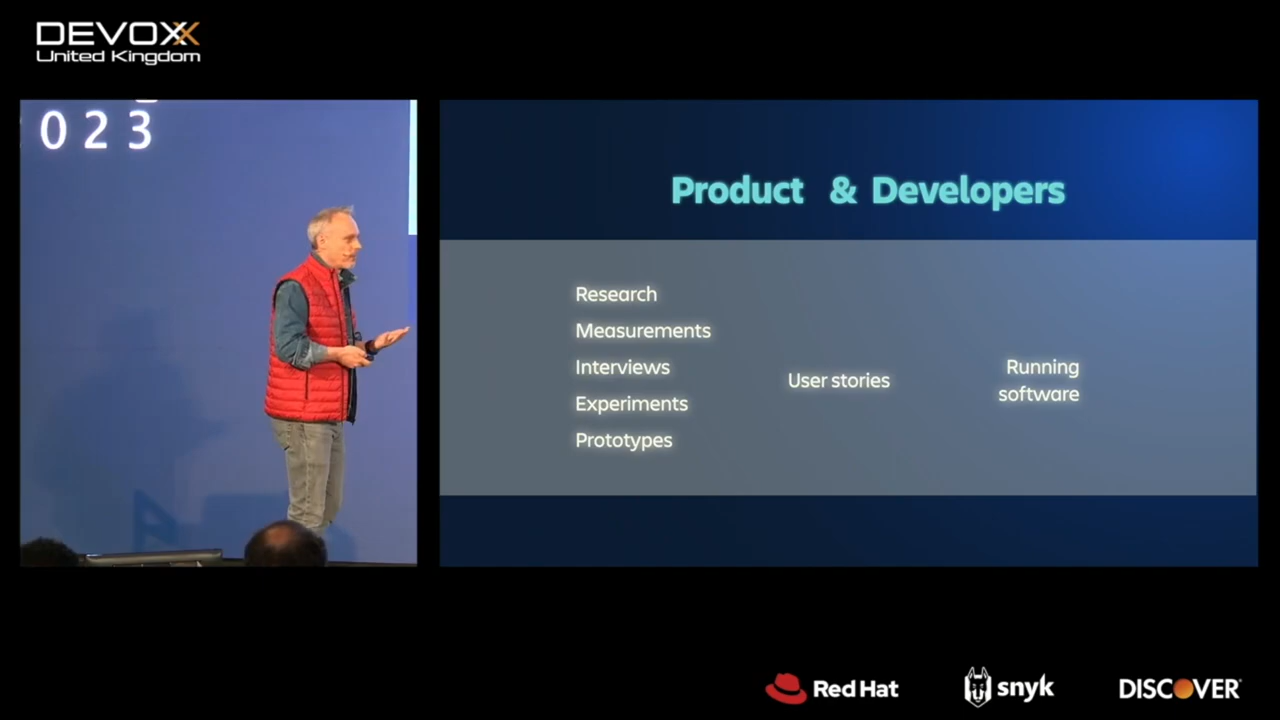 DEVOXX
United Kingdom
023
Product & Developers
Research
Measurements
Interviews
Experiments
Prototypes
User stories
Running
software
Red Hat
snyk
DISCOVER